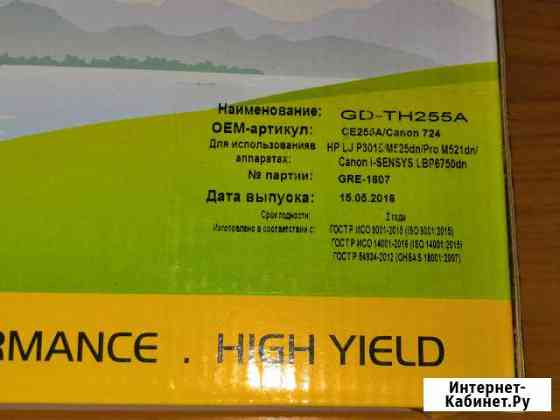 Наименование: GD-TH255A
OEM-артикул: CE255A/Canon 724
Для использования HP LJ P3015/M525dn/Pro M521dn/
аппаратах: Canon I-SENSYS LBP6750dn
№ партии: GRE-1607
Дата выпуска: 15.05.2018
Срок годности: 2 года
Изготовлено в соответствии с: ГОСТ Р ИСО 9001-2015 (ISO 9001:2015)
ГОСТ Р ИСО 14001-2016 (ISO 14001:2015)
ГОСТ Р 54934-2012 (OHSAS 18001:2007)
RMANCE . HIGH YIELD
Интернет-
Кабинет.Ру